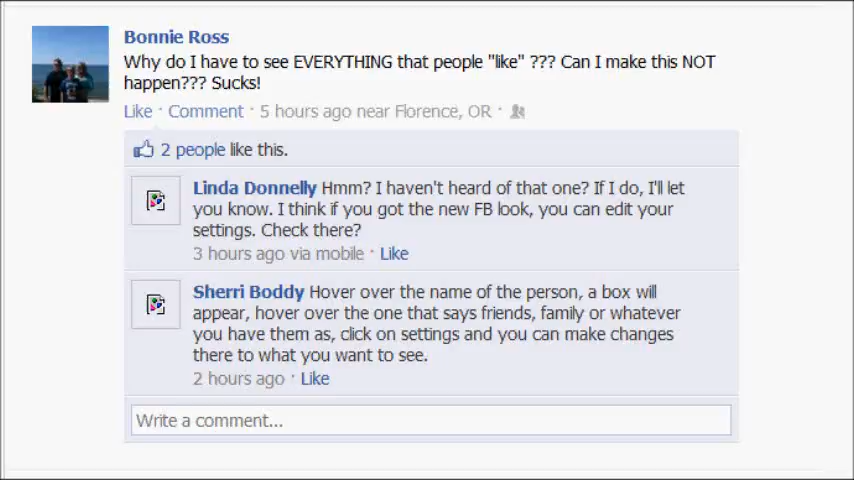 Bonnie Ross
Why do I have to see EVERYTHING that people "like" ??? Can I make this NOT
happen??? Sucks!
Like · Comment · 5 hours ago near Florence, OR ·
2 people like this.
Linda Donnelly Hmm? I haven't heard of that one? If I do, I'll let
you know. I think if you got the new FB look, you can edit your
settings. Check there?
3 hours ago via mobile · Like
Sherri Boddy Hover over the name of the person, a box will
appear, hover over the one that says friends, family or whatever
you have them as, click on settings and you can make changes
there to what you want to see.
2 hours ago · Like
Write a comment...